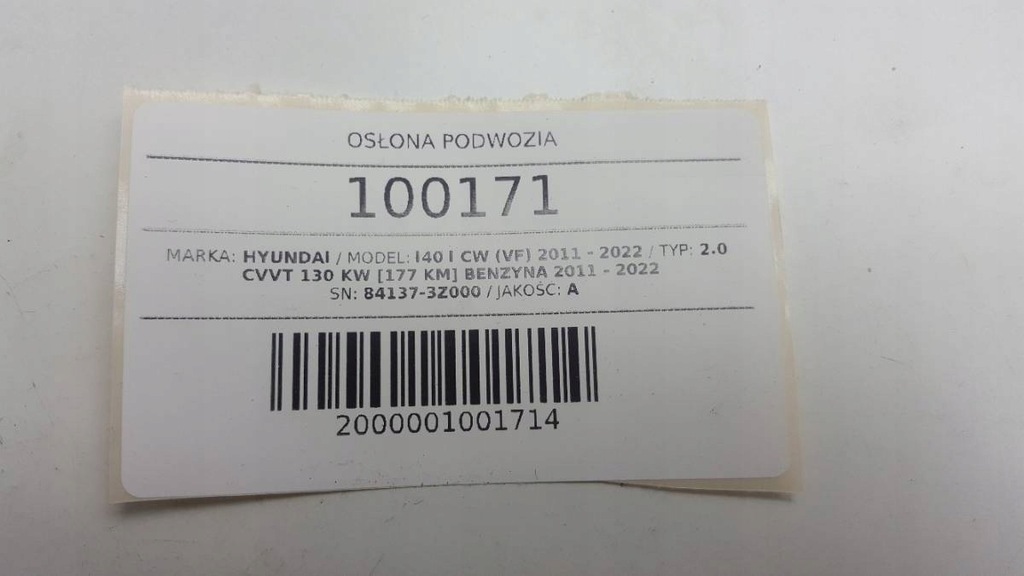 OSŁONA PODWOZIA
100171
MARKA: HYUNDAI / MODEL: I40 I CW (VF) 2011 - 2022 / TYP: 2.0
CVVT 130 KW [177 KM] BENZYNA 2011 - 2022
SN: 84137-3Z000 / JAKOŚĆ: A
2000001001714